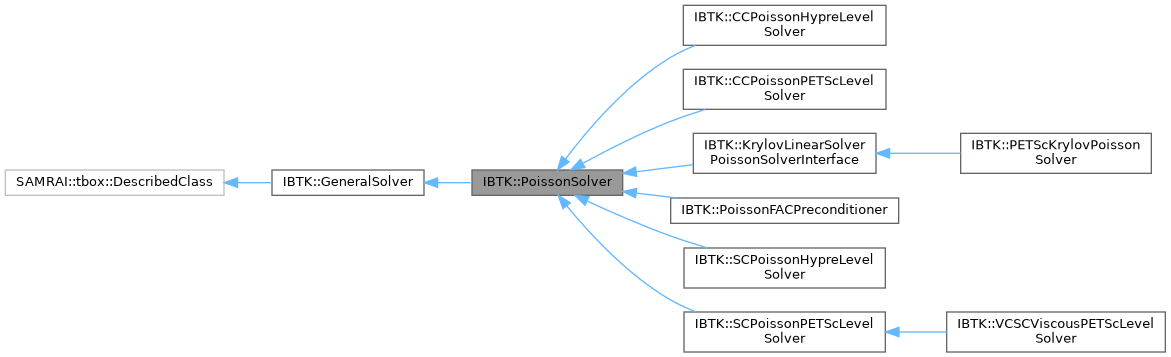 IBTK::CCPoissonHypreLevel
Solver
IBTK::CCPoissonPETScLevel
Solver
IBTK::KrylovLinearSolver
PoissonSolverInterface
IBTK::PETScKrylovPoisson
Solver
SAMRAI::tbox::DescribedClass
IBTK::GeneralSolver
IBTK::PoissonSolver
IBTK::PoissonFACPreconditioner
IBTK::SCPoissonHypreLevel
Solver
IBTK::SCPoissonPETScLevel
Solver
IBTK::VCSCViscousPETScLevel
Solver